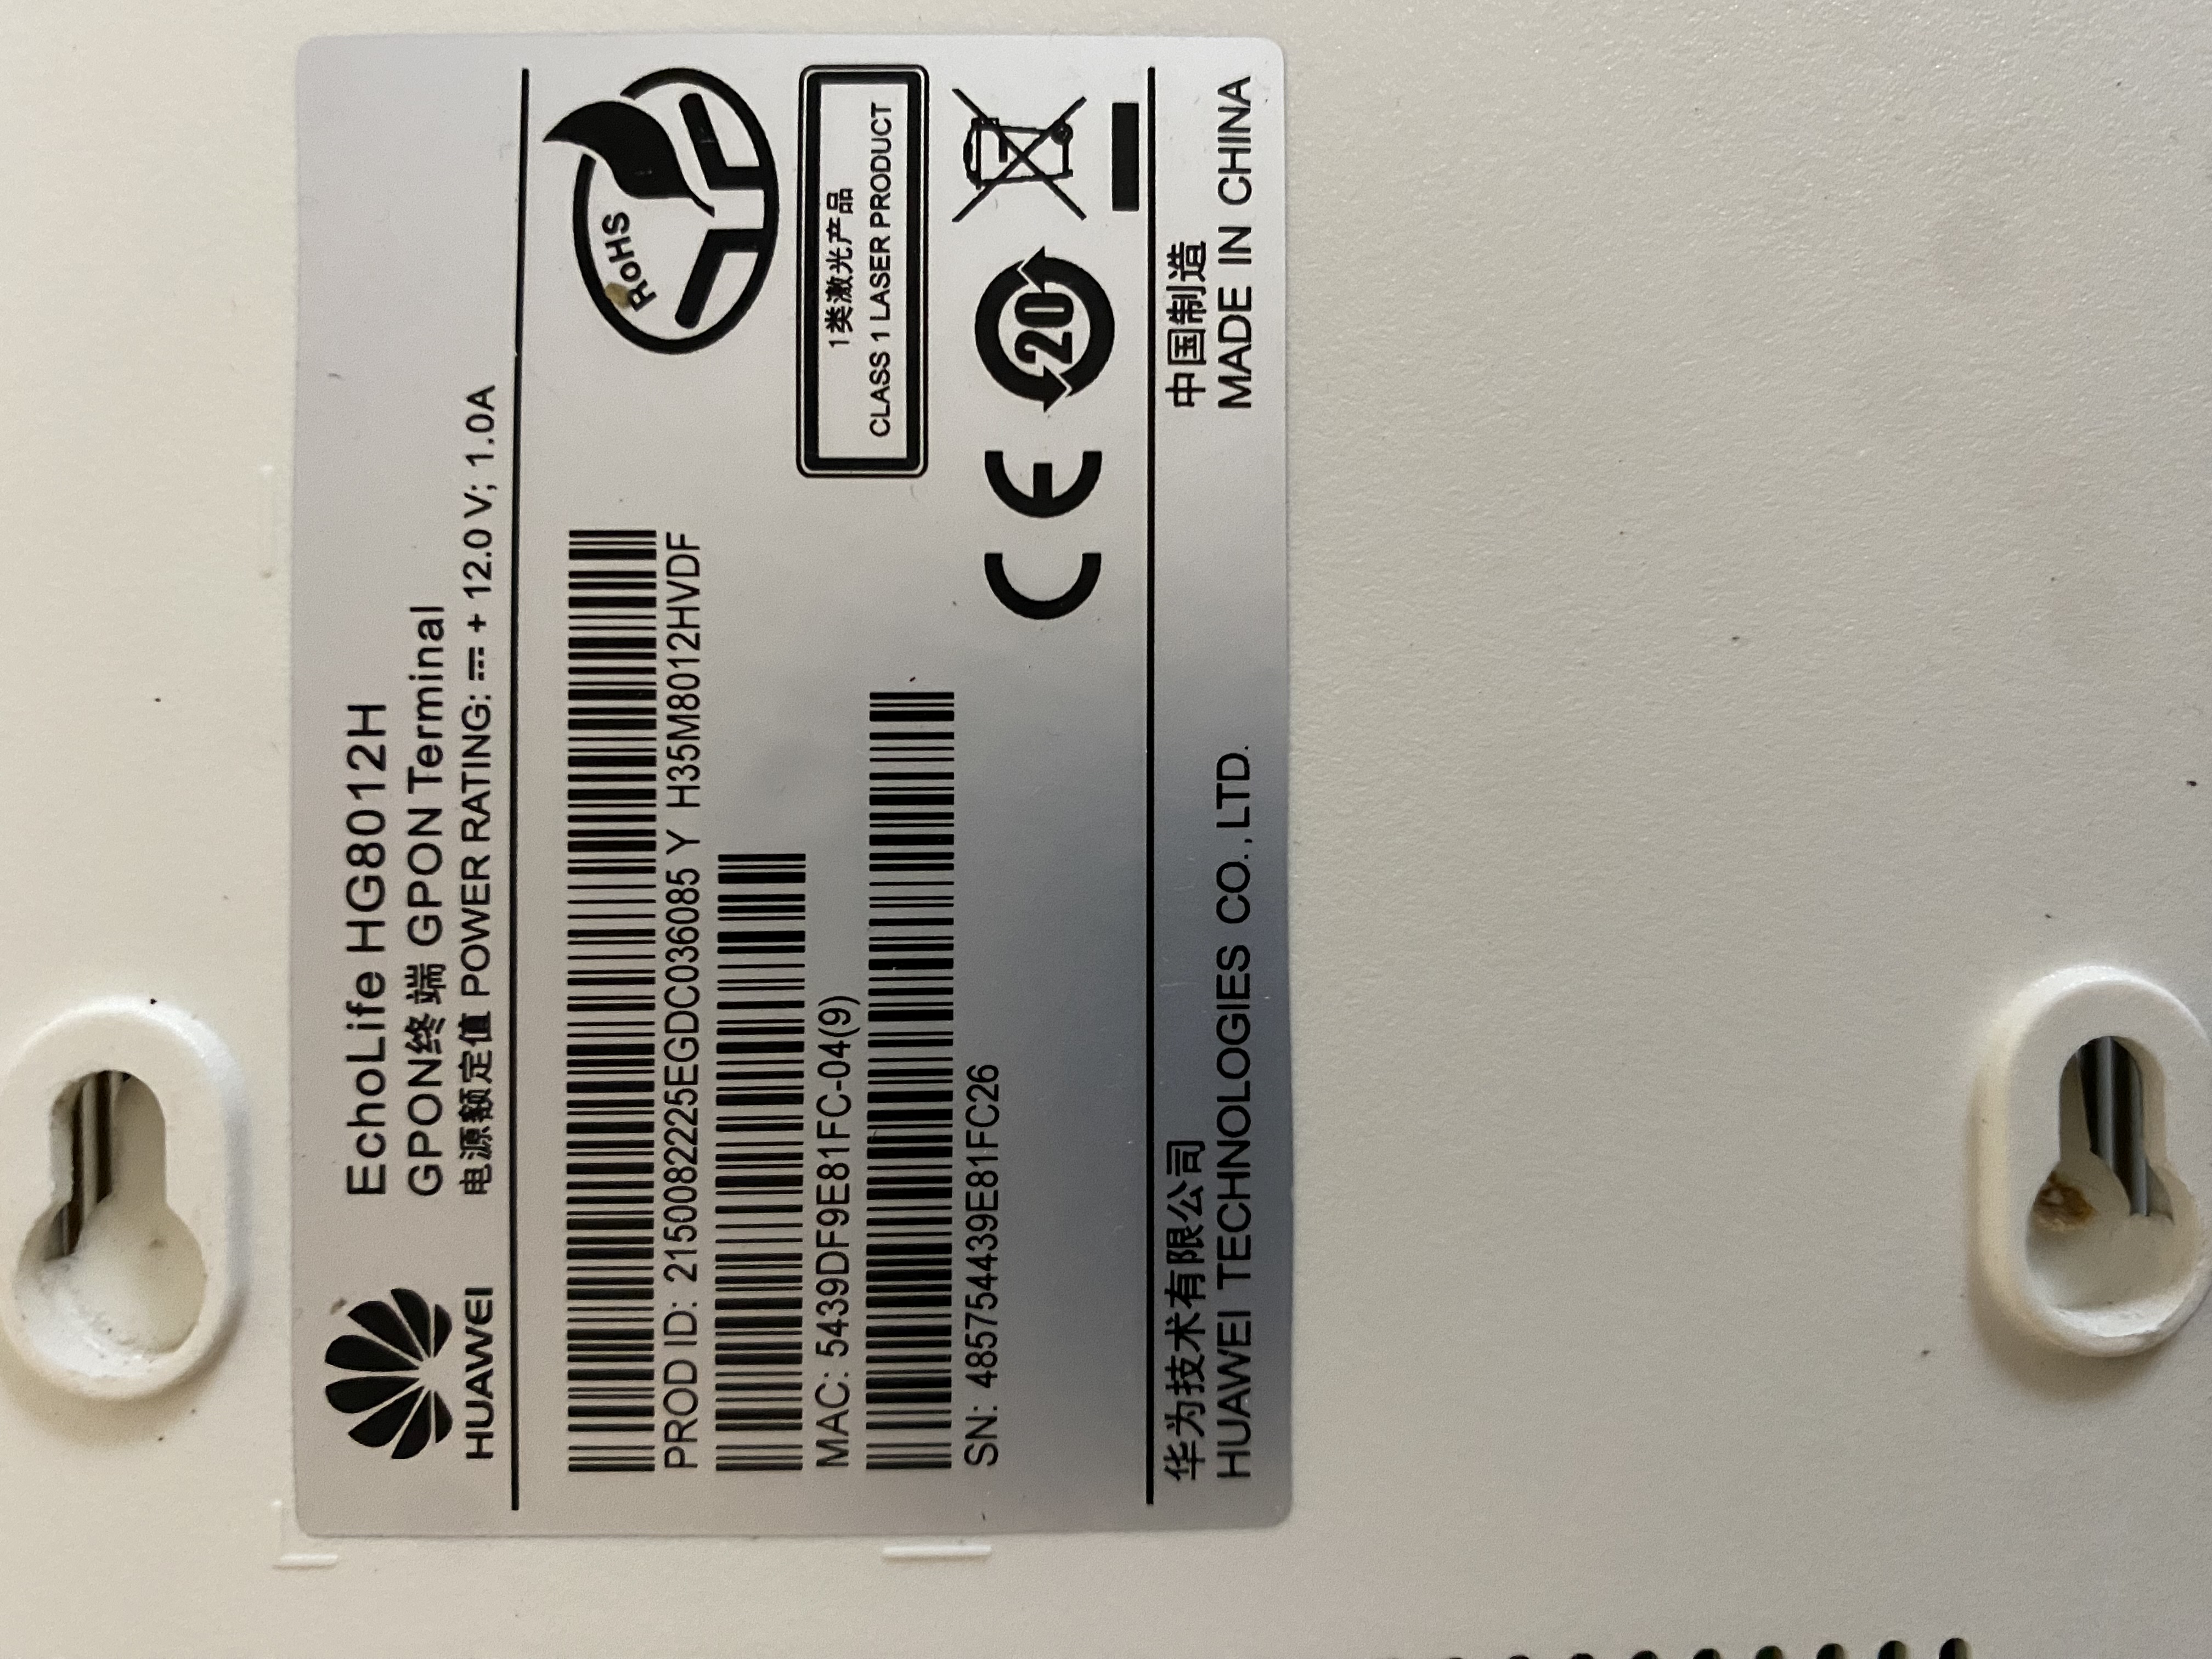 HUAWEI
EchoLife HG8012H
GPON终端 GPON Terminal
电源额定值 POWER RATING: ⎓ + 12.0 V; 1.0A
PROD ID: 2150082225EGDC036085 Y H35M8012HVDF
MAC: 5439DF9E81FC-04(9)
SN: 485754439E81FC26
RoHS
1类激光产品
CLASS 1 LASER PRODUCT
CE
20
华为技术有限公司
HUAWEI TECHNOLOGIES CO.,LTD.
中国制造
MADE IN CHINA